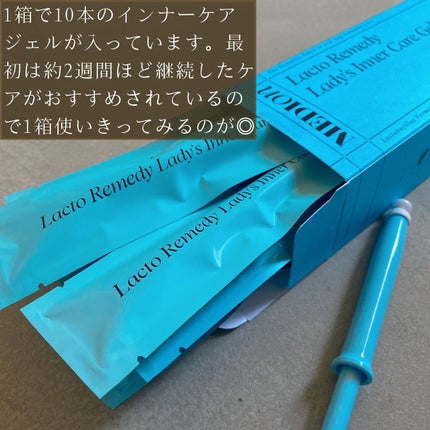 1箱で10本のインナーケア
ジェルが入っています。最
初は約2週間ほど継続したケ
アがおすすめされているの
で1箱使いきってみるのが◎
Lacto Remedy
Lady's Inner Care Gel
MEDIOU
Lacto Remedy Lady's Inner Care
Lacto Remedy Lady's Inner Ca